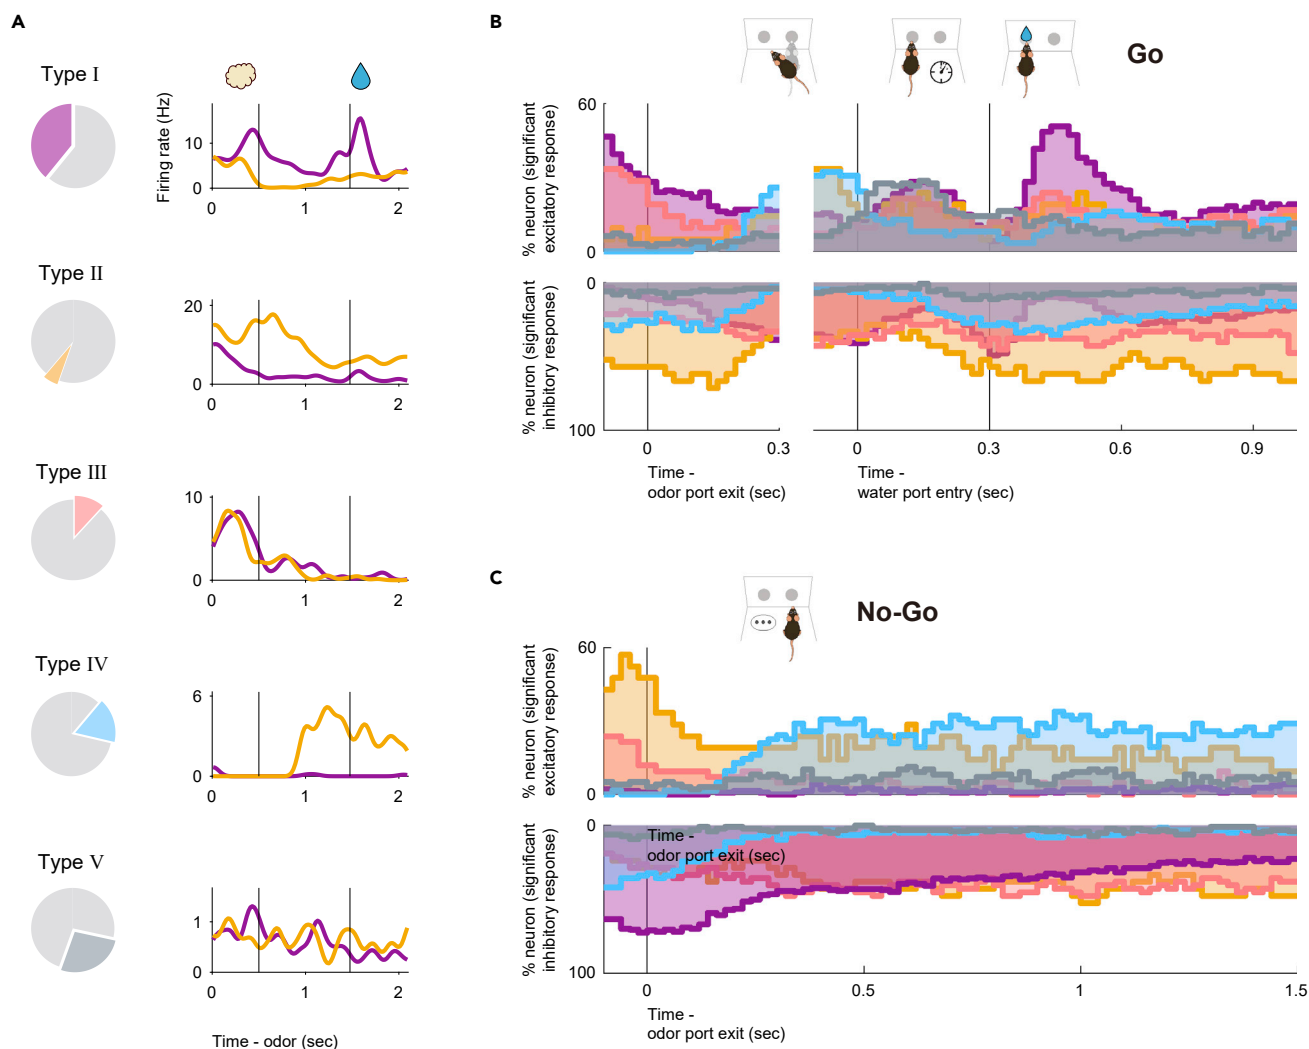 A
Type I
Firing rate (Hz)
10
0
0
1
2
Type II
20
10
0
0
1
2
Type III
10
0
0
1
2
Type IV
6
0
0
1
2
Type V
1
0
0
1
2
Time - odor (sec)
B
Go
% neuron (significant
excitatory response)
60
0
% neuron (significant
inhibitory response)
0
100
0
0.3
0
0.3
0.6
0.9
Time -
odor port exit (sec)
Time -
water port entry (sec)
C
No-Go
% neuron (significant
excitatory response)
60
0
% neuron (significant
inhibitory response)
0
100
Time -
odor port exit (sec)
0
0.5
1
1.5
Time -
odor port exit (sec)